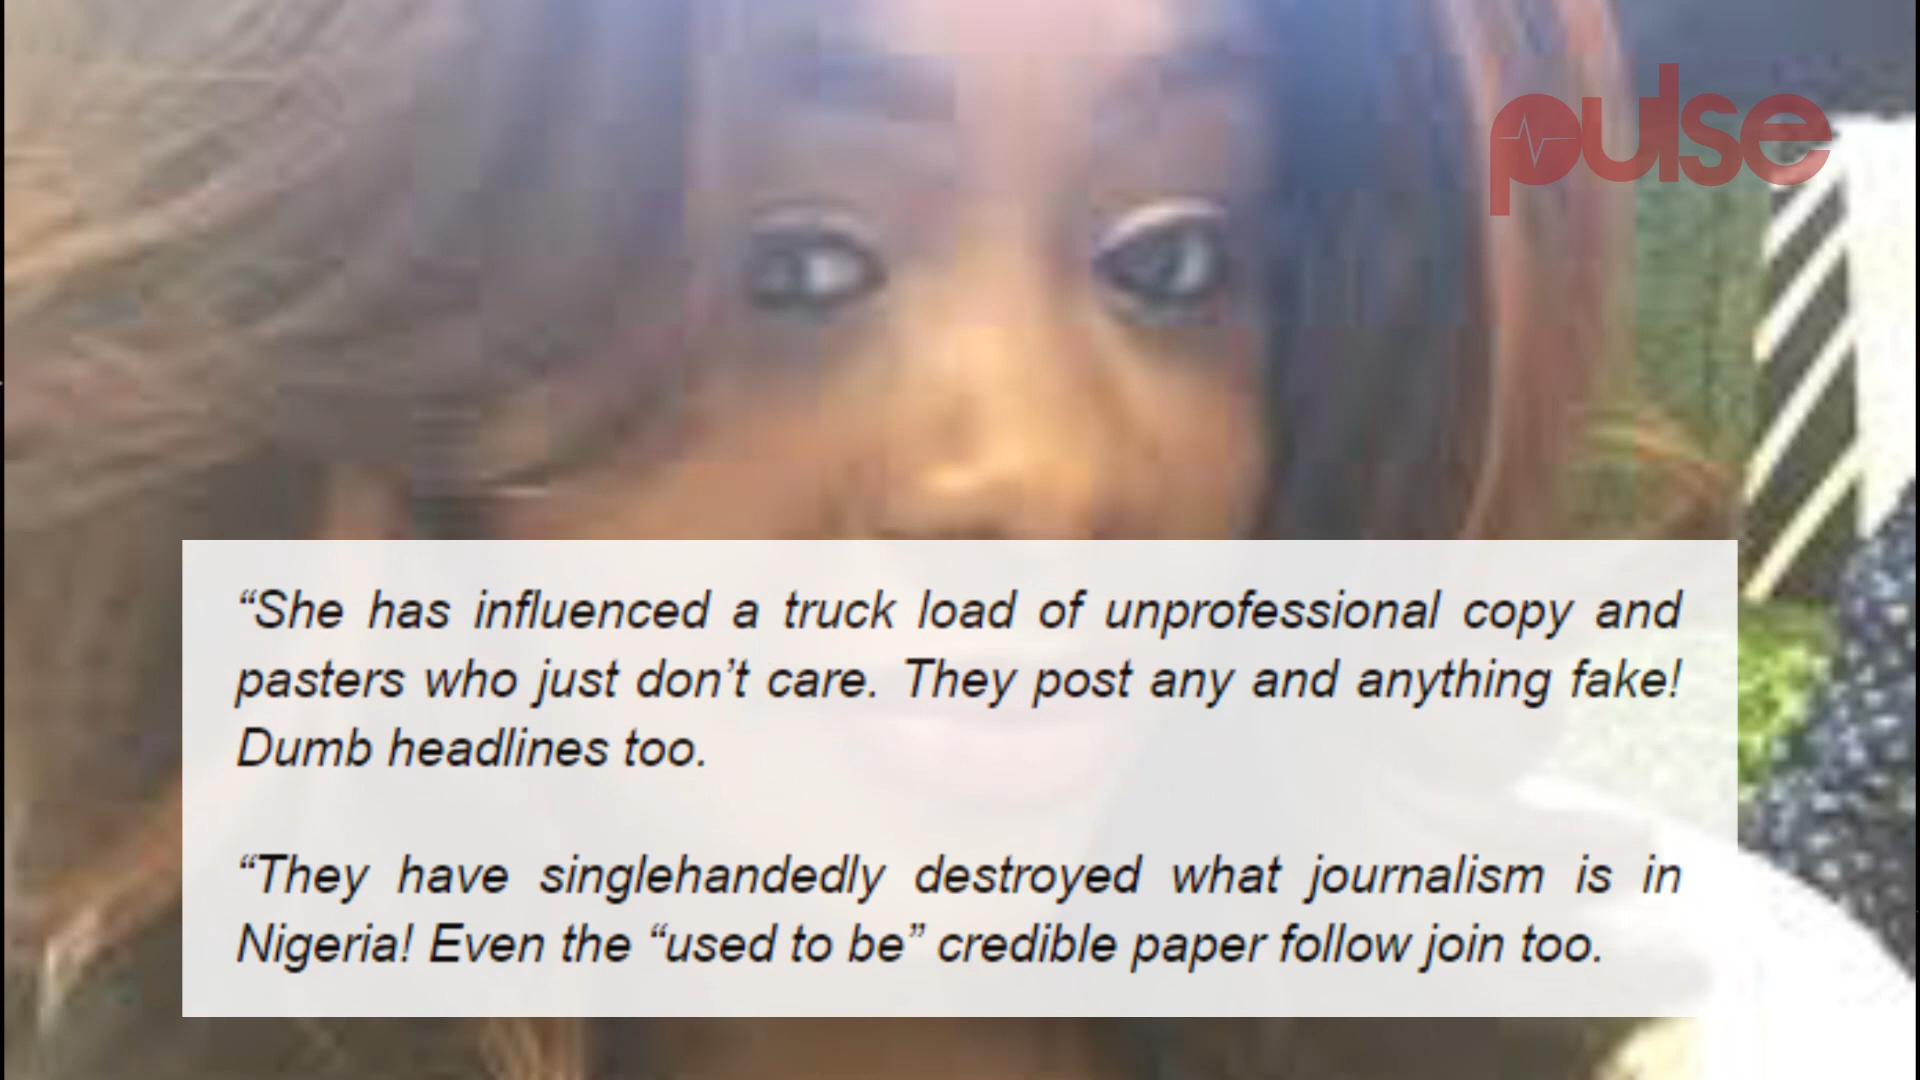 pulse
“She has influenced a truck load of unprofessional copy and
pasters who just don’t care. They post any and anything fake!
Dumb headlines too.
“They have singlehandedly destroyed what journalism is in
Nigeria! Even the “used to be” credible paper follow join too.